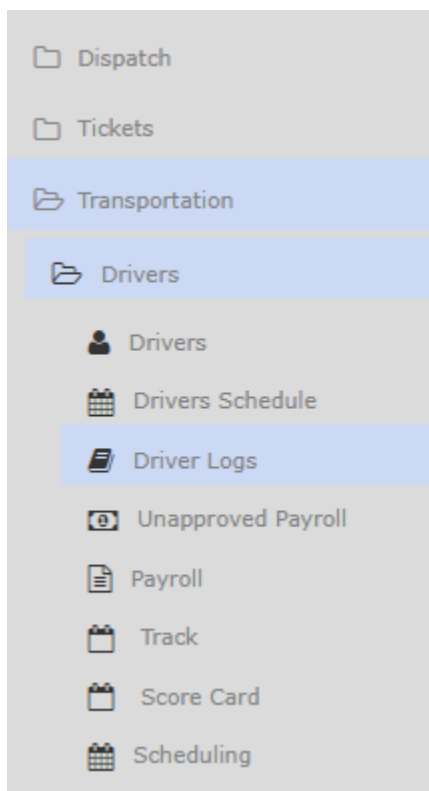 Dispatch
Tickets
Transportation
Drivers
Drivers
Drivers Schedule
Driver Logs
Unapproved Payroll
Payroll
Track
Score Card
Scheduling